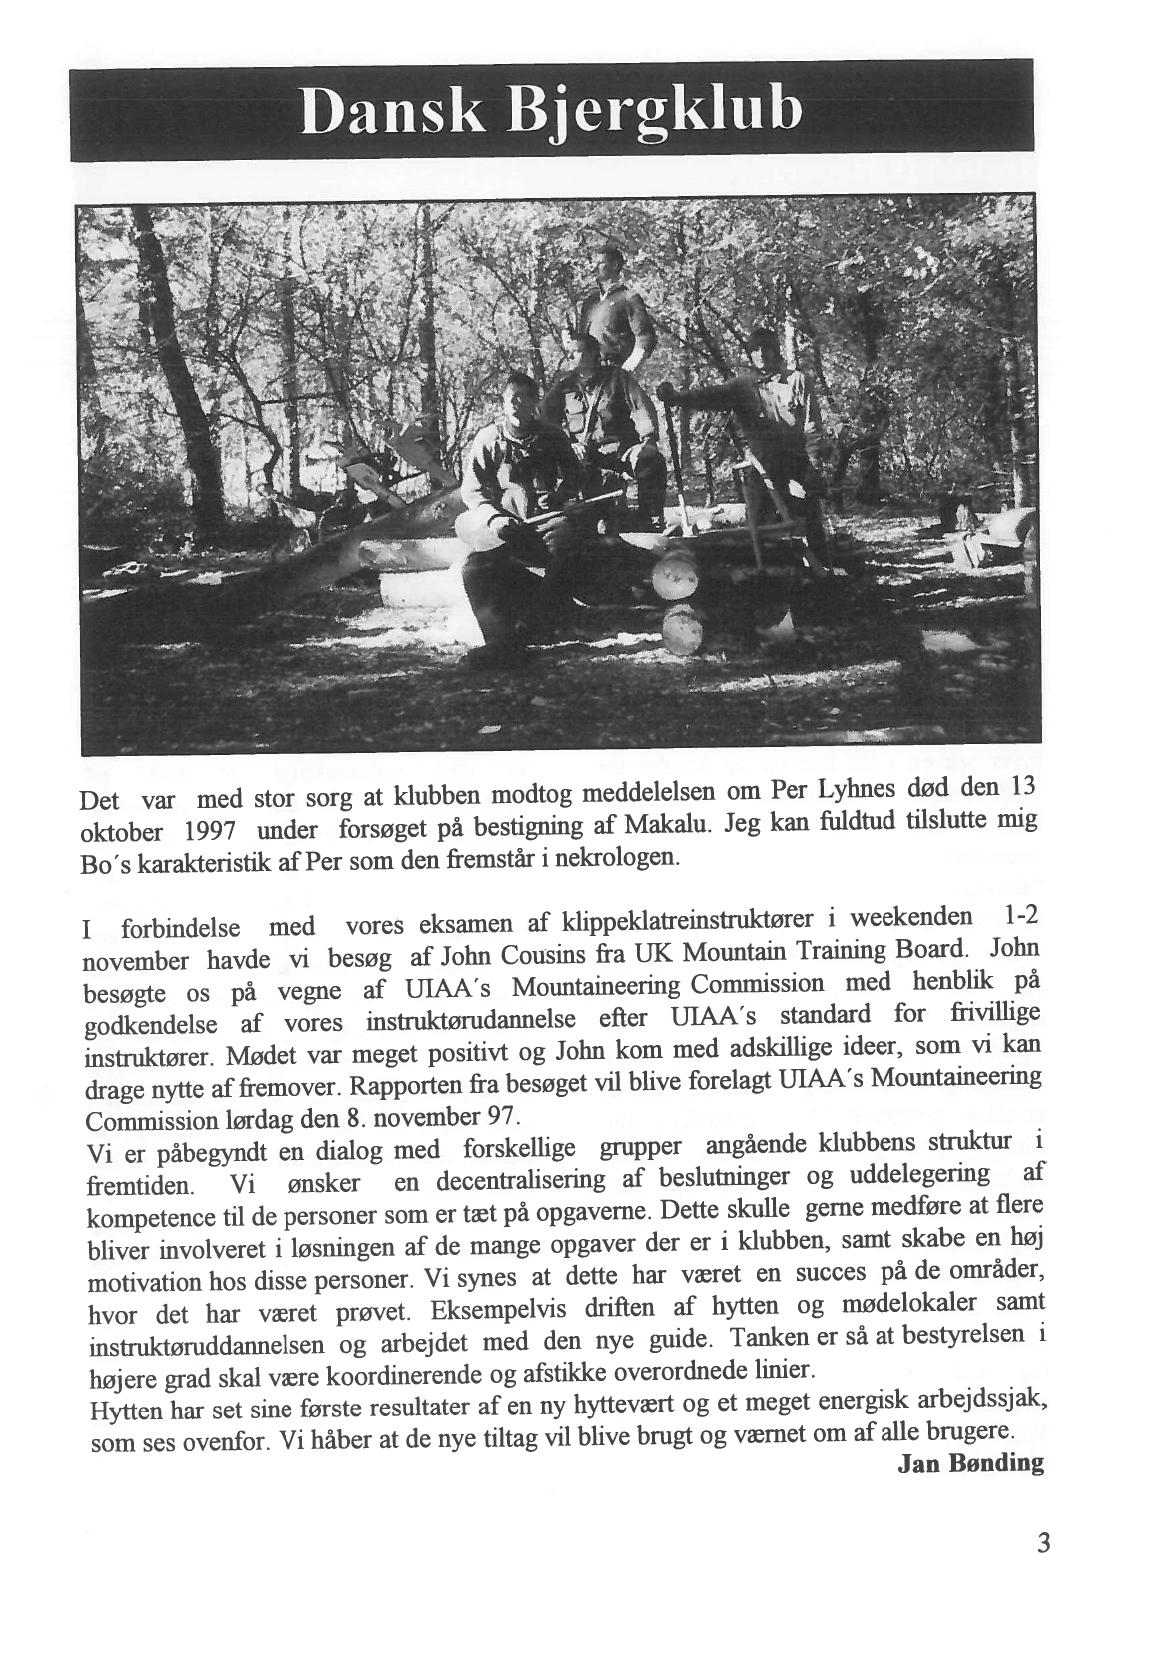 Dansk Bjergklub
Det var med stor sorg at klubben modtog meddelelsen om Per Lyhnes død den 13
oktober 1997 under forsøget på bestigning af Makalu. Jeg kan fuldtud tilslutte mig
Bo´s karakteristik af Per som den fremstår i nekrologen.
I forbindelse med vores eksamen af klippeklatreinstruktører i weekenden 1-2
november havde vi besøg af John Cousins fra UK Mountain Training Board. John
besøgte os på vegne af UIAA´s Mountaineering Commission med henblik på
godkendelse af vores instruktørudannelse efter UIAA´s standard for frivillige
instruktører. Mødet var meget positivt og John kom med adskillige ideer, som vi kan
drage nytte af fremover. Rapporten fra besøget vil blive forelagt UIAA´s Mountaineering
Commission lørdag den 8. november 97.
Vi er påbegyndt en dialog med forskellige grupper angående klubbens struktur i
fremtiden. Vi ønsker en decentralisering af beslutninger og uddelegering af
kompetence til de personer som er tæt på opgaverne. Dette skulle gerne medføre at flere
bliver involveret i løsningen af de mange opgaver der er i klubben, samt skabe en høj
motivation hos disse personer. Vi synes at dette har været en succes på de områder,
hvor det har været prøvet. Eksempelvis driften af hytten og mødelokaler samt
instruktøruddannelsen og arbejdet med den nye guide. Tanken er så at bestyrelsen i
højere grad skal være koordinerende og afstikke overordnede linier.
Hytten har set sine første resultater af en ny hyttevært og et meget energisk arbejdssjak,
som ses ovenfor. Vi håber at de nye tiltag vil blive brugt og værnet om af alle brugere.
Jan Bønding
3